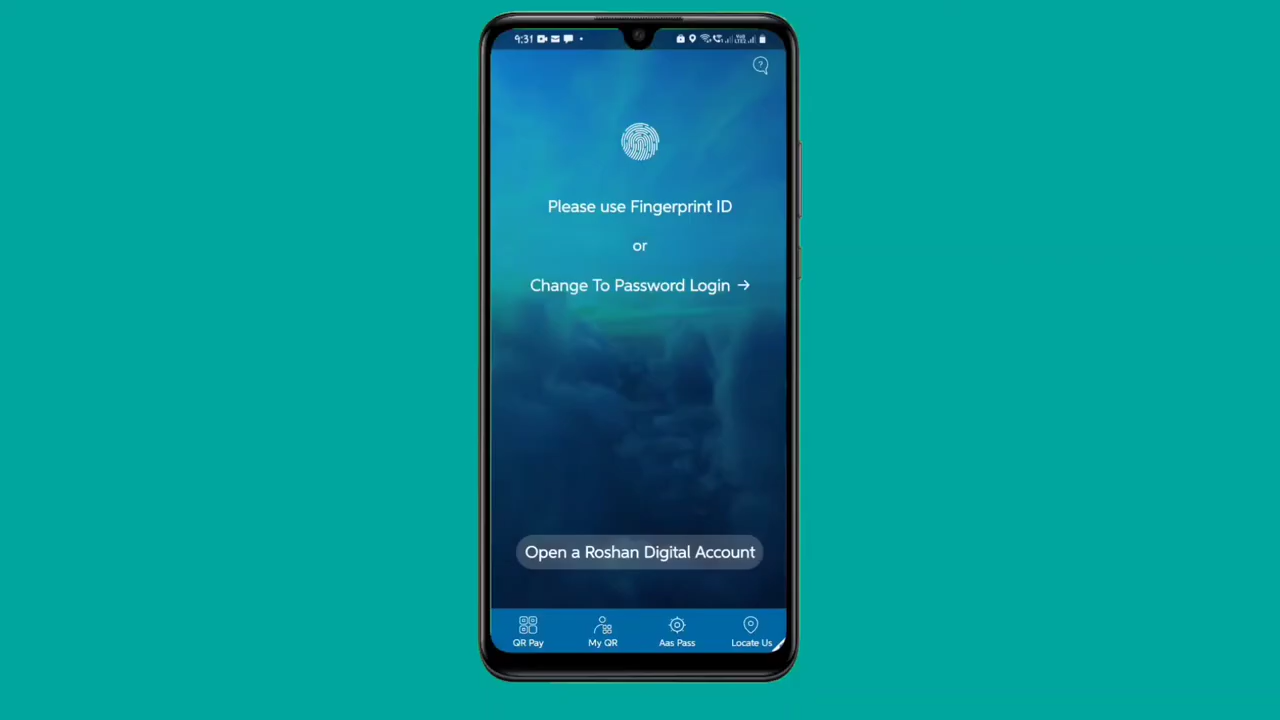 9:31
?
Please use Fingerprint ID
or
Change To Password Login →
Open a Roshan Digital Account
QR Pay My QR Aas Pass Locate Us